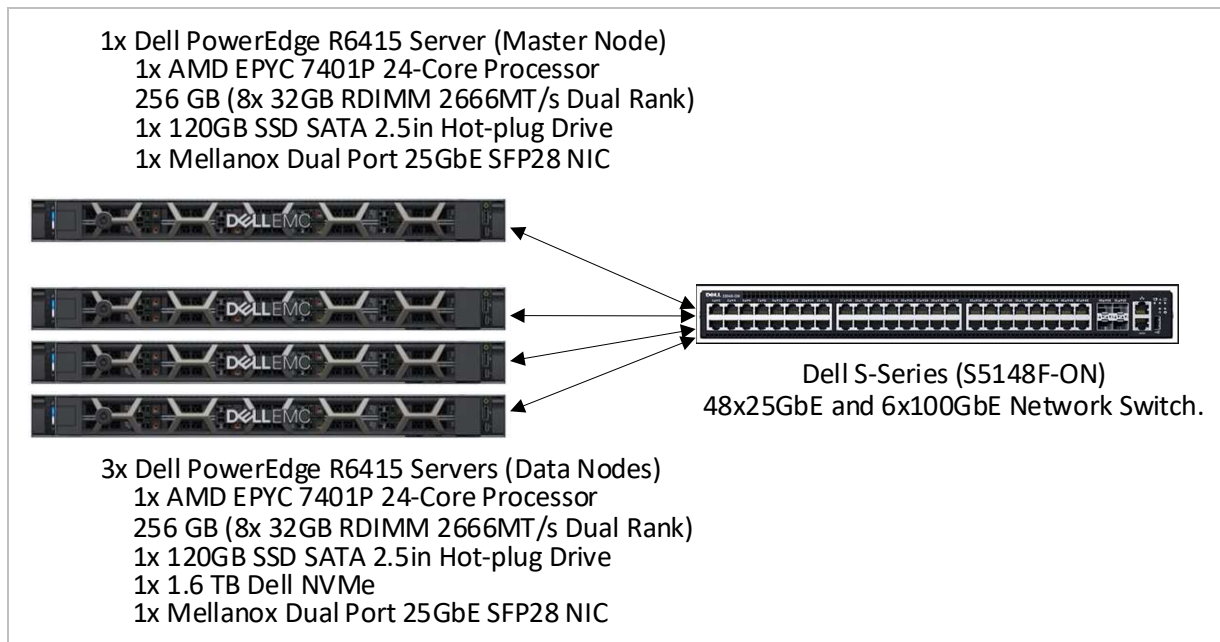 1x Dell PowerEdge R6415 Server (Master Node)
1x AMD EPYC 7401P 24-Core Processor
256 GB (8x 32GB RDIMM 2666MT/s Dual Rank)
1x 120GB SSD SATA 2.5in Hot-plug Drive
1x Mellanox Dual Port 25GbE SFP28 NIC
DELLEMC
DELLEMC
DELLEMC
DELLEMC
DELL
Dell S-Series (S5148F-ON)
48x25GbE and 6x100GbE Network Switch.
3x Dell PowerEdge R6415 Servers (Data Nodes)
1x AMD EPYC 7401P 24-Core Processor
256 GB (8x 32GB RDIMM 2666MT/s Dual Rank)
1x 120GB SSD SATA 2.5in Hot-plug Drive
1x 1.6 TB Dell NVMe
1x Mellanox Dual Port 25GbE SFP28 NIC